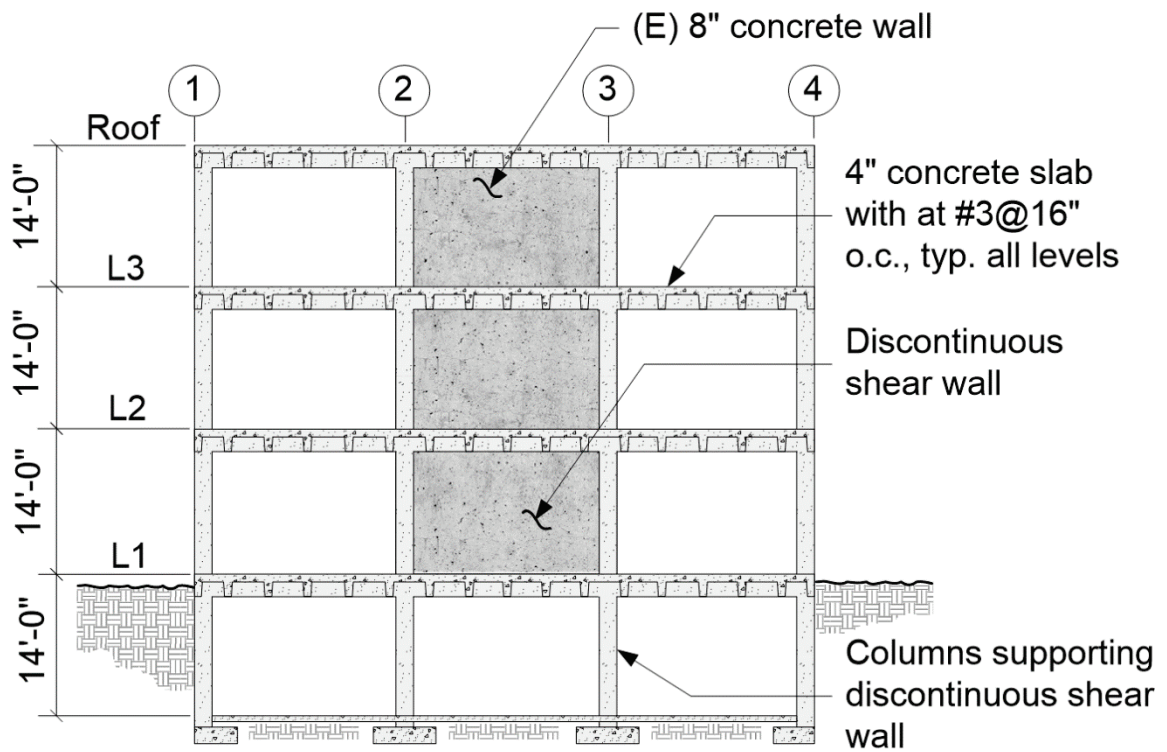 (E) 8" concrete wall
1
2
3
4
Roof
14'-0"
4" concrete slab
with at #3@16"
o.c., typ. all levels
L3
14'-0"
Discontinuous
shear wall
L2
14'-0"
L1
14'-0"
Columns supporting
discontinuous shear
wall